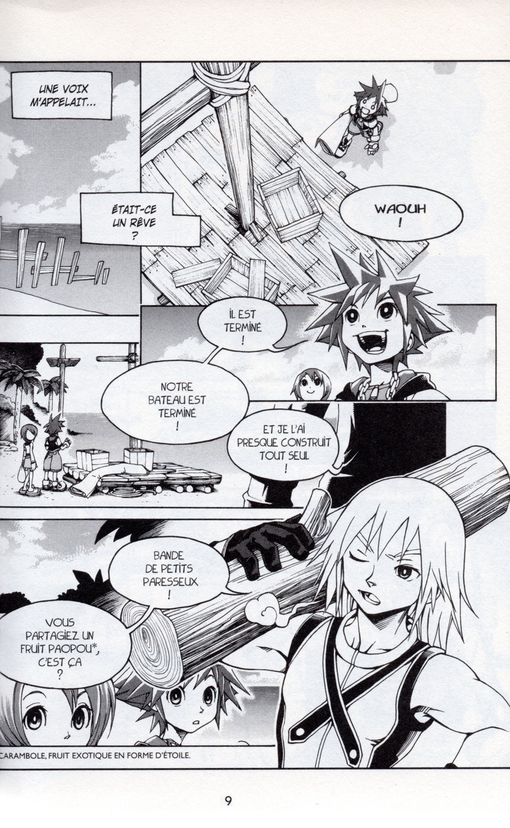 UNE VOIX
M'APPELAIT...
ÉTAIT-CE
UN RÊVE
?
WAOUH
!
IL EST
TERMINÉ
!
NOTRE
BATEAU EST
TERMINÉ
!
ET JE L'AI
PRESQUE CONSTRUIT
TOUT SEUL
!
BANDE
DE PETITS
PARESSEUX
!
VOUS
PARTAGIEZ UN
FRUIT PAOPOU*,
C'EST ÇA
?
CARAMBOLE, FRUIT EXOTIQUE EN FORME D'ÉTOILE.
9